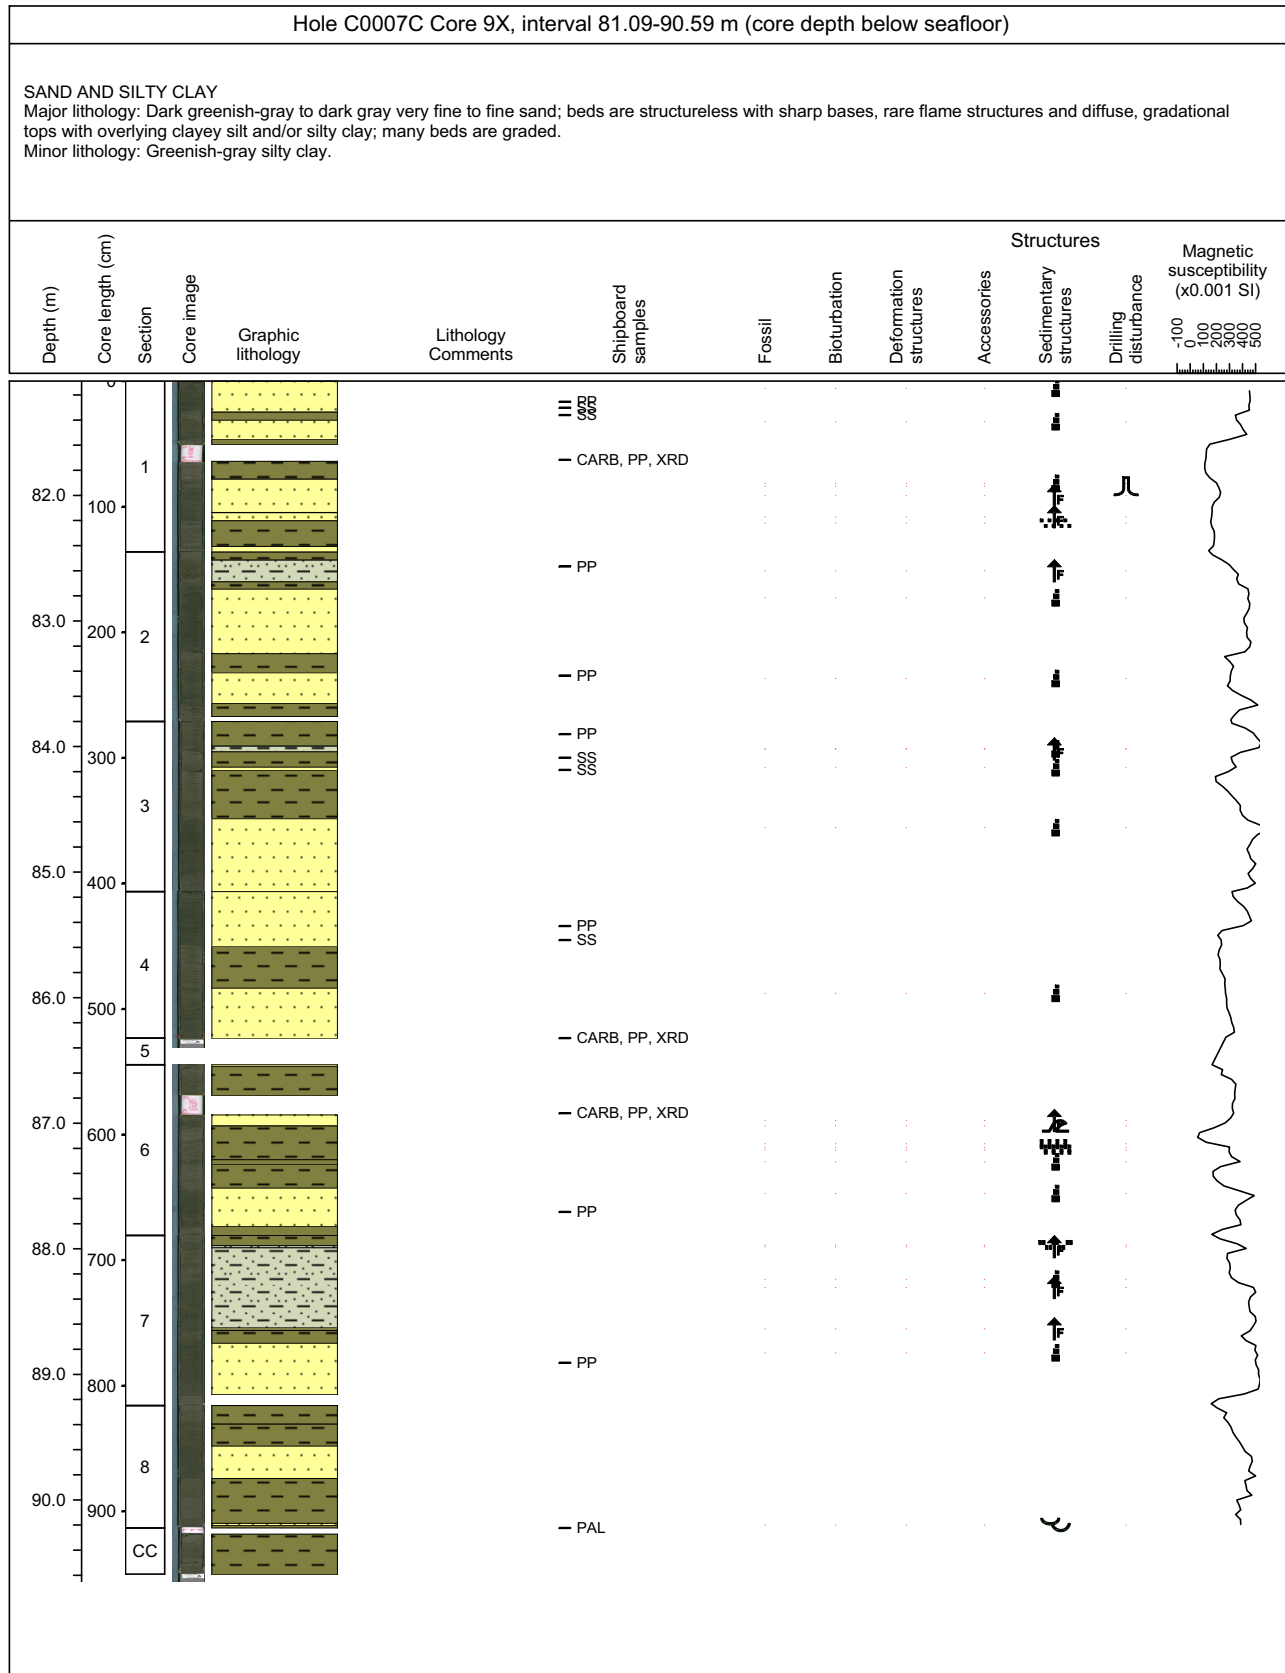 Hole C0007C Core 9X, interval 81.09-90.59 m (core depth below seafloor)
SAND AND SILTY CLAY
Major lithology: Dark greenish-gray to dark gray very fine to fine sand; beds are structureless with sharp bases, rare flame structures and diffuse, gradational
tops with overlying clayey silt and/or silty clay; many beds are graded.
Minor lithology: Greenish-gray silty clay.
Depth (m)
Core length (cm)
Section
Core image
Graphic
lithology
Lithology
Comments
Shipboard
samples
Fossil
Bioturbation
Deformation
structures
Accessories
Structures
Sedimentary
structures
Drilling
disturbance
Magnetic
susceptibility
(x0.001 SI)
-100
0
100
200
300
400
500
0
PP
SS
SS
1
CARB, PP, XRD
82.0
100
PP
83.0
200
2
PP
PP
84.0
300
SS
SS
3
85.0
400
PP
SS
4
86.0
500
CARB, PP, XRD
5
CARB, PP, XRD
87.0
600
6
PP
88.0
700
7
PP
89.0
800
8
90.0
900
PAL
CC
F
F
F
F
F
F
F